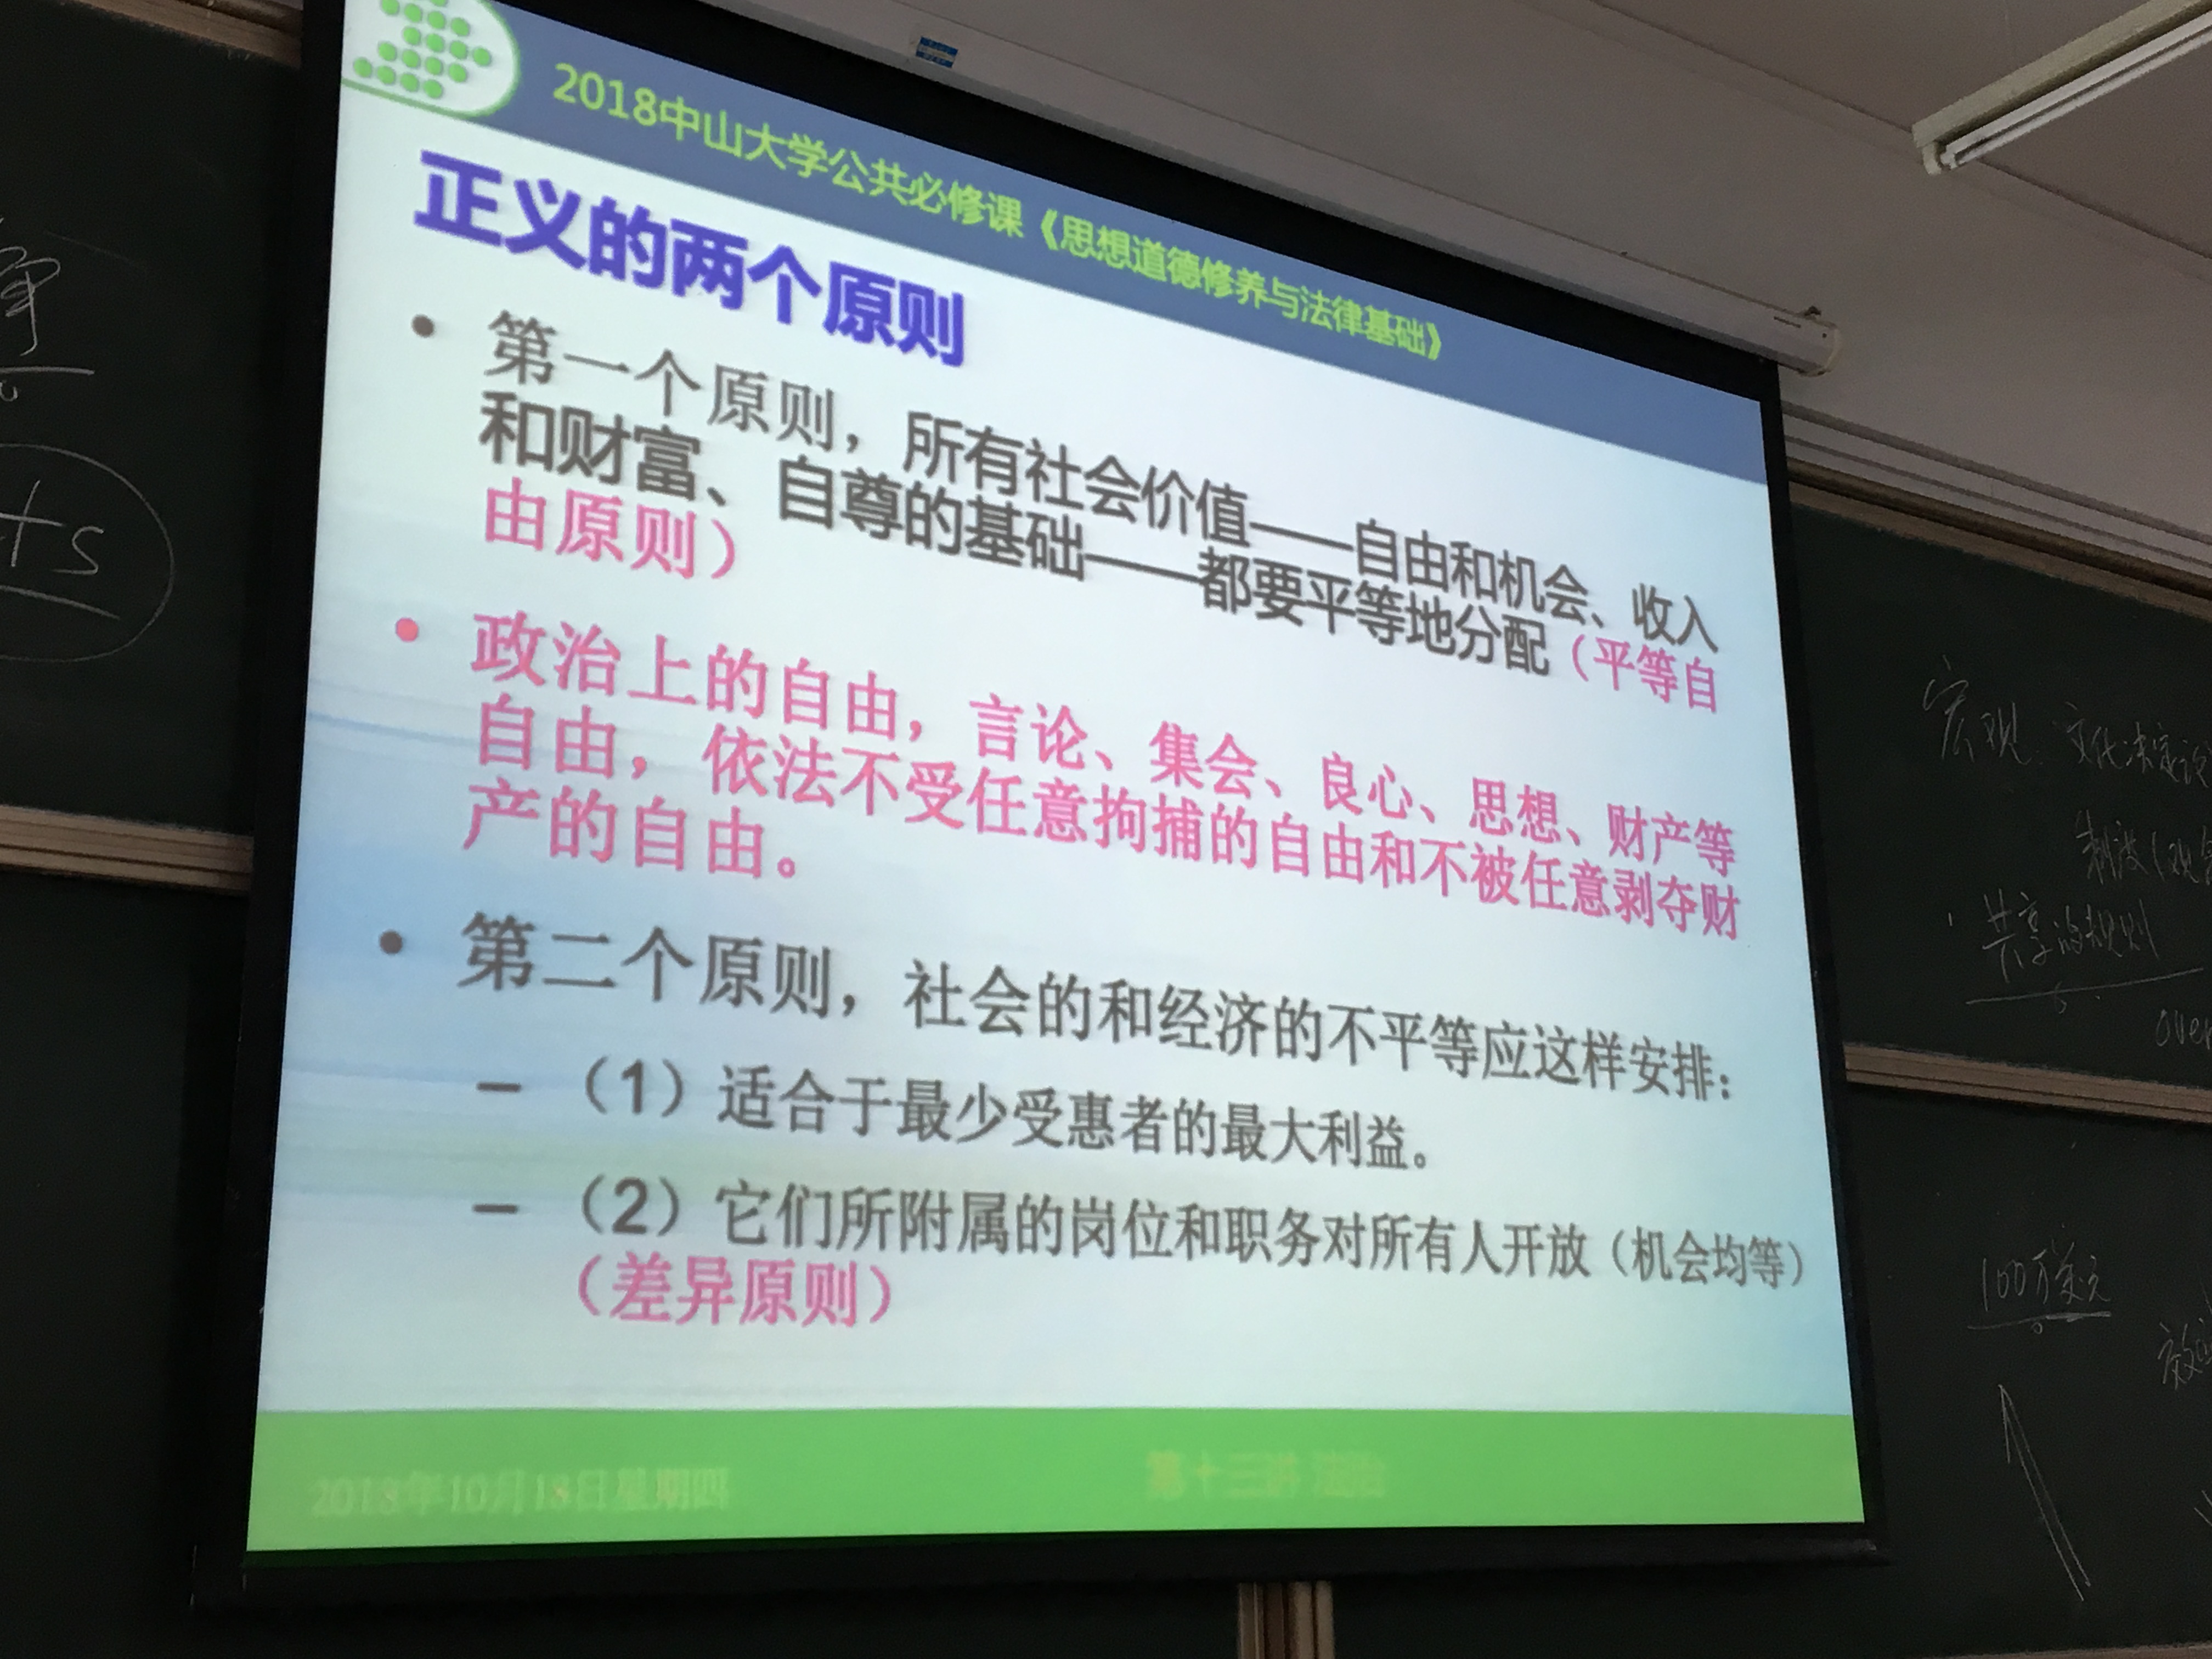 2018中山大学公共必修课《思想道德修养与法律基础》
正义的两个原则
• 第一个原则，所有社会价值——自由和机会、收入
和财富、自尊的基础——都要平等地分配（平等自
由原则）
• 政治上的自由，言论、集会、良心、思想、财产等
自由，依法不受任意拘捕的自由和不被任意剥夺财
产的自由。
• 第二个原则，社会的和经济的不平等应这样安排：
– （1）适合于最少受惠者的最大利益。
– （2）它们所附属的岗位和职务对所有人开放（机会均等）
（差异原则）
2018年10月18日星期四
第十三讲 法治
ts
宏观 文化决定论
共享的规则
over
100万美元